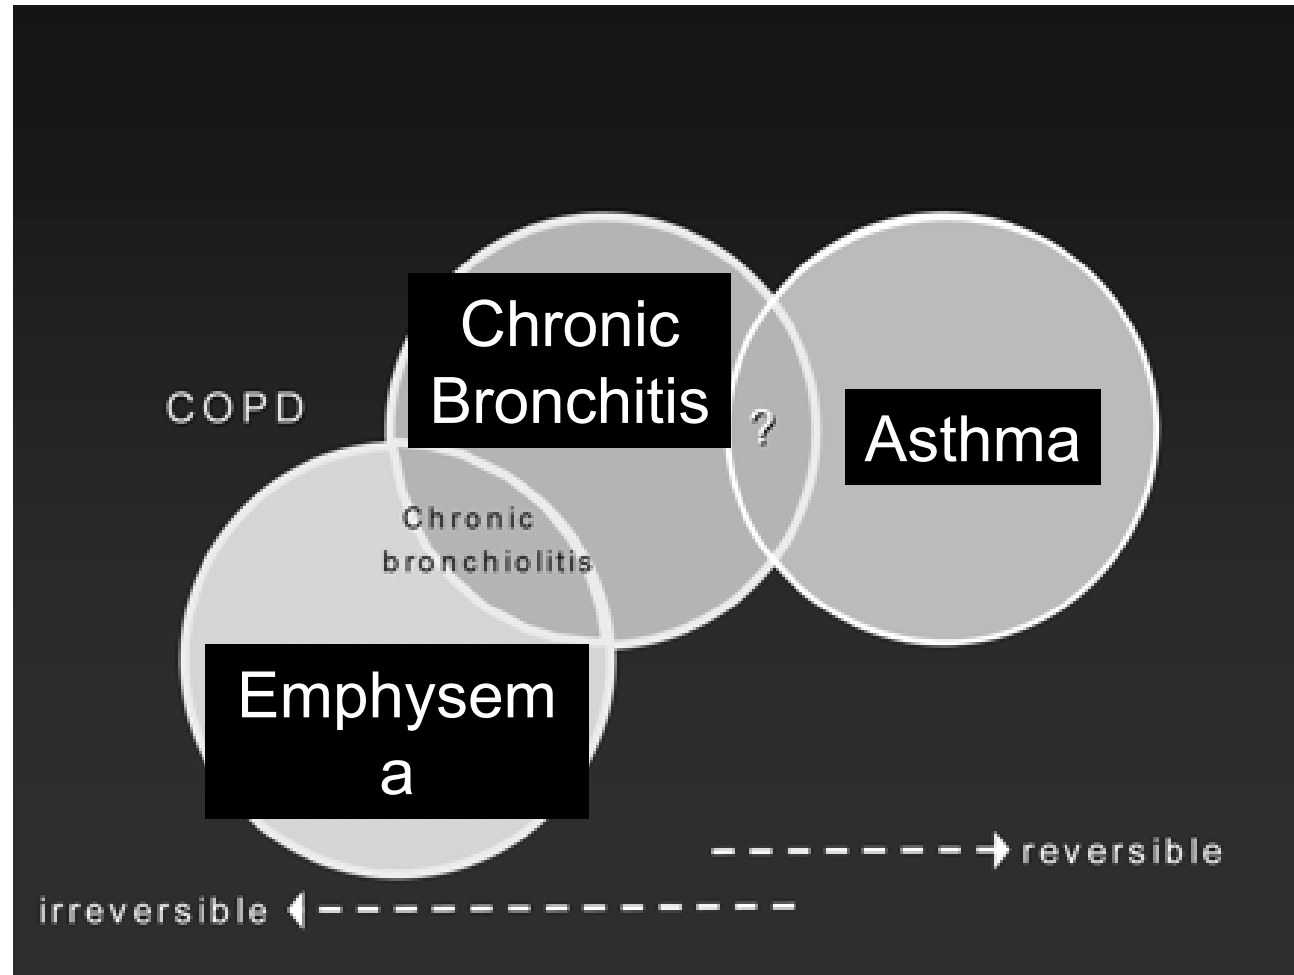 Chronic
Bronchitis
COPD
?
Asthma
Chronic
bronchiolitis
Emphysem
a
reversible
irreversible